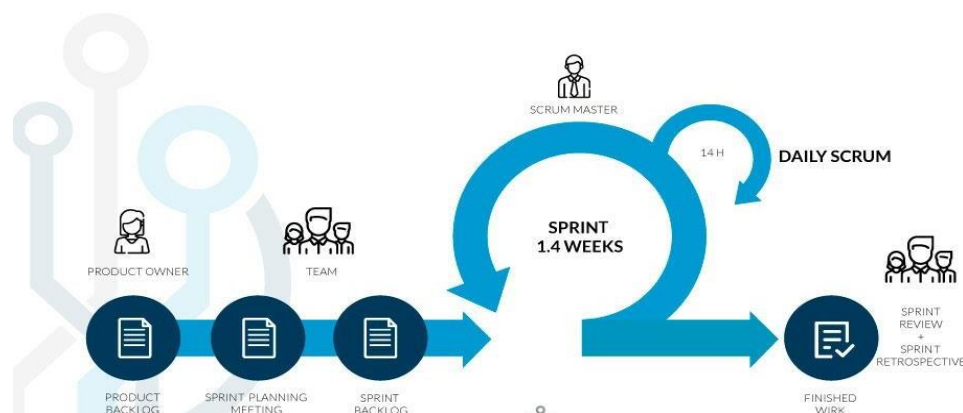 SCRUM MASTER
14 H
DAILY SCRUM
SPRINT
1.4 WEEKS
PRODUCT OWNER
TEAM
SPRINT
REVIEW
+
SPRINT
RETROSPECTIVE
PRODUCT
BACKLOG
SPRINT PLANNING
MEETING
SPRINT
BACKLOG
FINISHED
WIRK